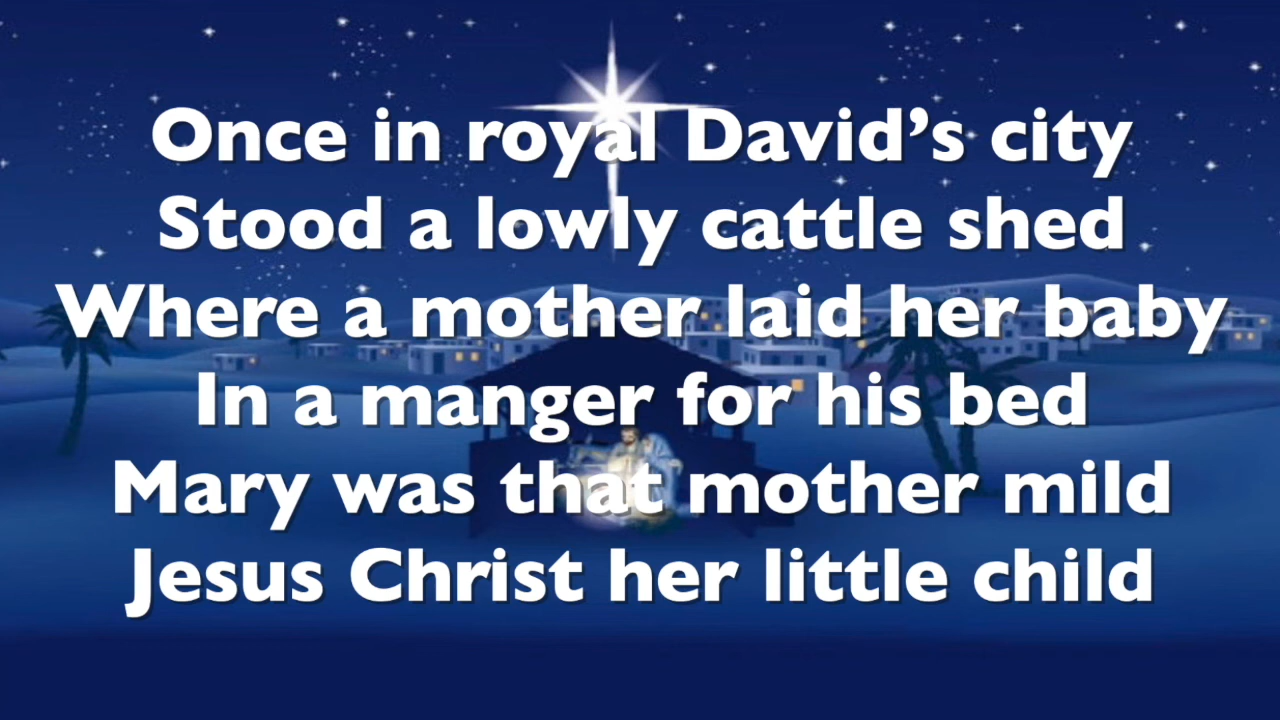 Once in royal David’s city
Stood a lowly cattle shed
Where a mother laid her baby
In a manger for his bed
Mary was that mother mild
Jesus Christ her little child